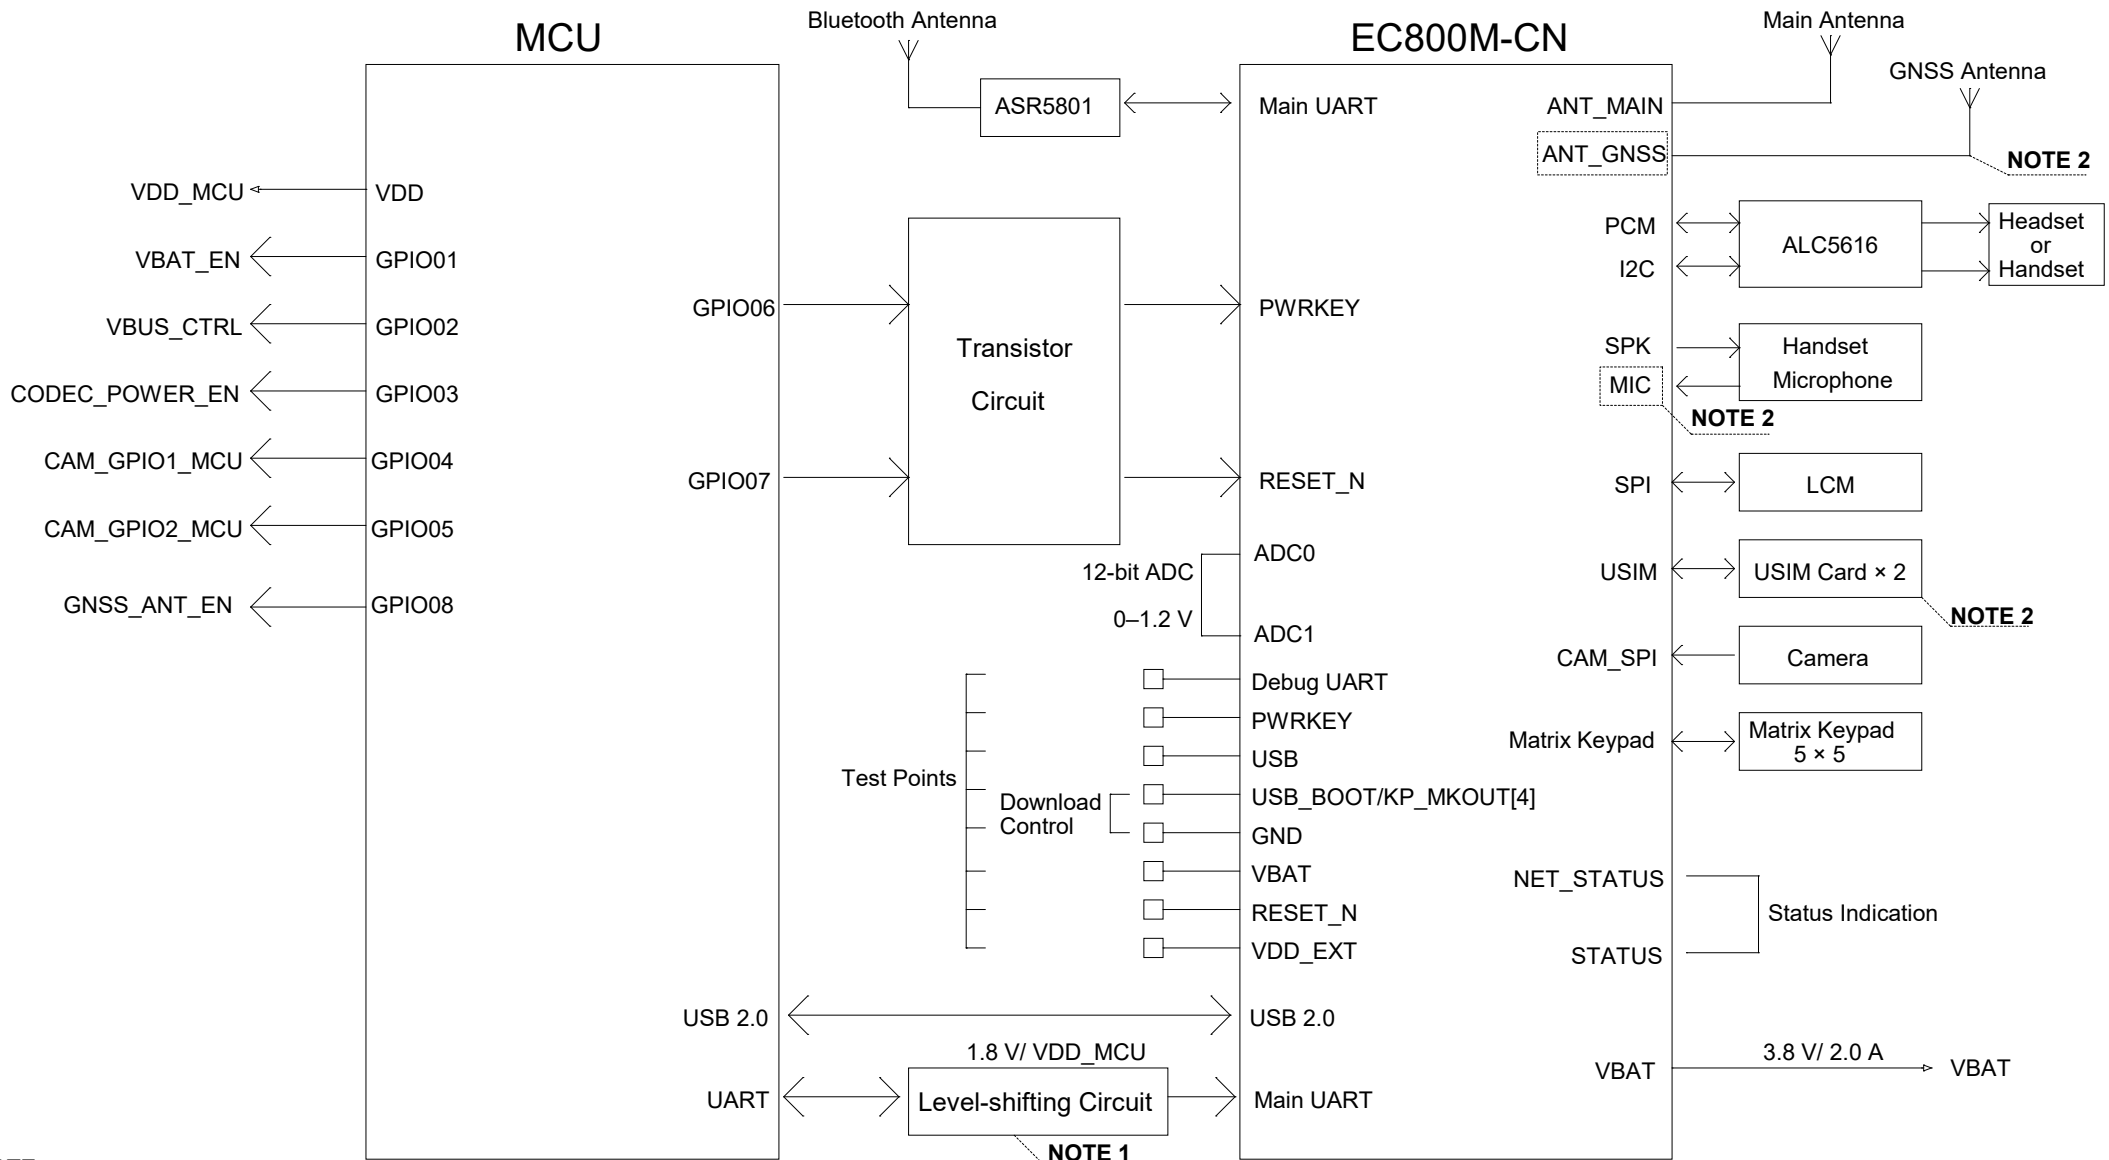 MCU
Bluetooth Antenna
EC800M-CN
Main Antenna
GNSS Antenna
ASR5801
Main UART
ANT_MAIN
ANT_GNSS
NOTE 2
VDD_MCU
VDD
VBAT_EN
GPIO01
VBUS_CTRL
GPIO02
CODEC_POWER_EN
GPIO03
CAM_GPIO1_MCU
GPIO04
CAM_GPIO2_MCU
GPIO05
GNSS_ANT_EN
GPIO08
GPIO06
GPIO07
Transistor
Circuit
PWRKEY
RESET_N
PCM
I2C
ALC5616
Headset
or
Handset
SPK
MIC
Handset
Microphone
NOTE 2
SPI
LCM
USIM
USIM Card × 2
NOTE 2
CAM_SPI
Camera
Matrix Keypad
Matrix Keypad
5 × 5
12-bit ADC
0–1.2 V
ADC0
ADC1
Test Points
Download
Control
Debug UART
PWRKEY
USB
USB_BOOT/KP_MKOUT[4]
GND
VBAT
RESET_N
VDD_EXT
NET_STATUS
STATUS
Status Indication
USB 2.0
USB 2.0
1.8 V/ VDD_MCU
UART
Level-shifting Circuit
Main UART
NOTE 1
VBAT
3.8 V/ 2.0 A
VBAT